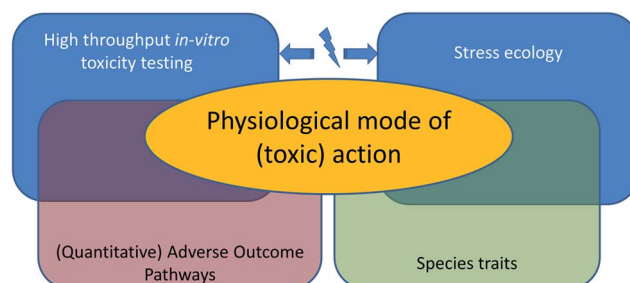 High throughput in-vitro
toxicity testing
Stress ecology
Physiological mode of
(toxic) action
(Quantitative) Adverse Outcome
Pathways
Species traits